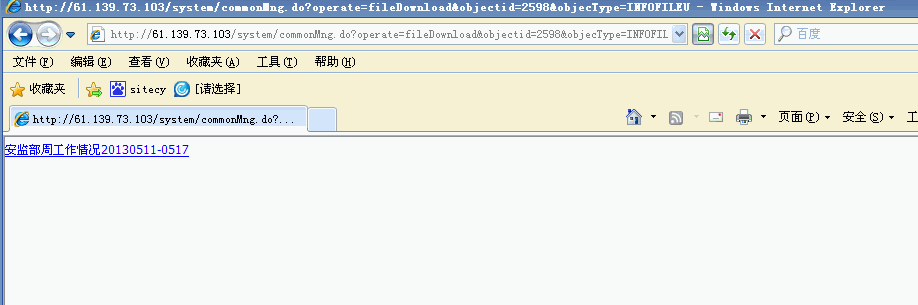 http://61.139.73.103/system/commonMng.do?operate=fileDownload&objectid=2598&objecType=INFOFILEU - Windows Internet Explorer
http://61.139.73.103/system/commonMng.do?operate=fileDownload&objectid=2598&objecType=INFOFIL 百度
文件(F) 编辑(E) 查看(V) 收藏夹(A) 工具(T) 帮助(H)
收藏夹 sitecy [请选择]
http://61.139.73.103/system/commonMng.do?... 页面(P) 安全(S) 工
安监部周工作情况20130511-0517